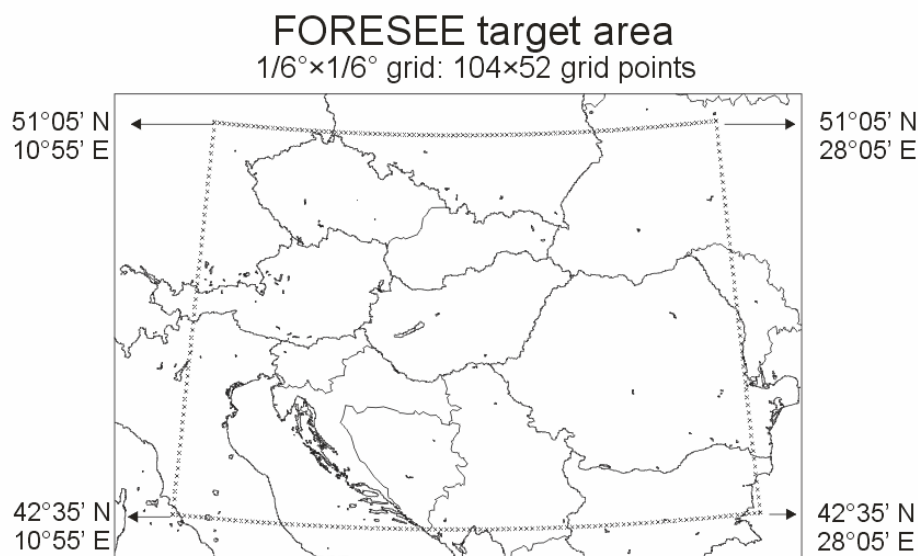 FORESEE target area
1/6°×1/6° grid: 104×52 grid points
51°05’ N
10°55’ E
51°05’ N
28°05’ E
42°35’ N
10°55’ E
42°35’ N
28°05’ E